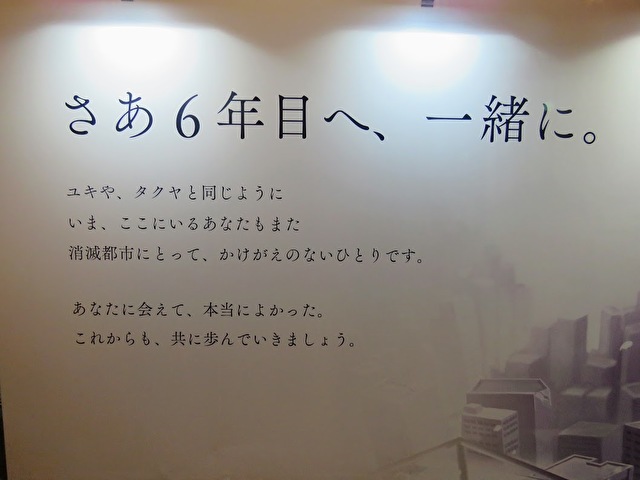 さあ6年目へ、一緒に。
ユキや、タクヤと同じように
いま、ここにいるあなたもまた
消滅都市にとって、かけがえのないひとりです。
あなたに会えて、本当によかった。
これからも、共に歩んでいきましょう。